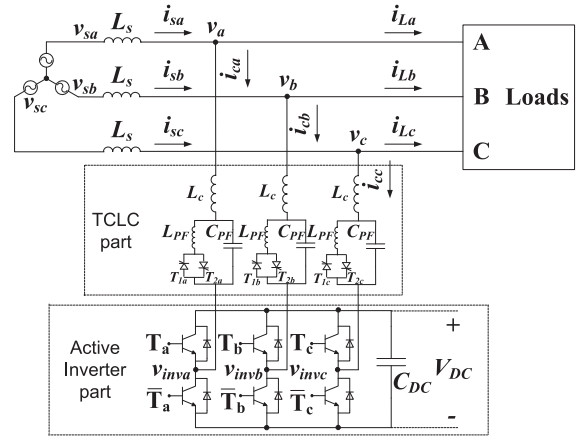 v_sa L_s i_sa v_a i_La A
i_ca
v_sb L_s i_sb v_b i_Lb B Loads
v_sc
i_cb
L_s i_sc v_c i_Lc C
i_cc
L_c L_c L_c
TCLC part
L_PF C_PF L_PF C_PF L_PF C_PF
T_1a T_2a T_1b T_2b T_1c T_2c
Active Inverter part
T_a T_b T_c +
v_inva v_invb v_invc C_DC V_DC
T̅_a T̅_b T̅_c -